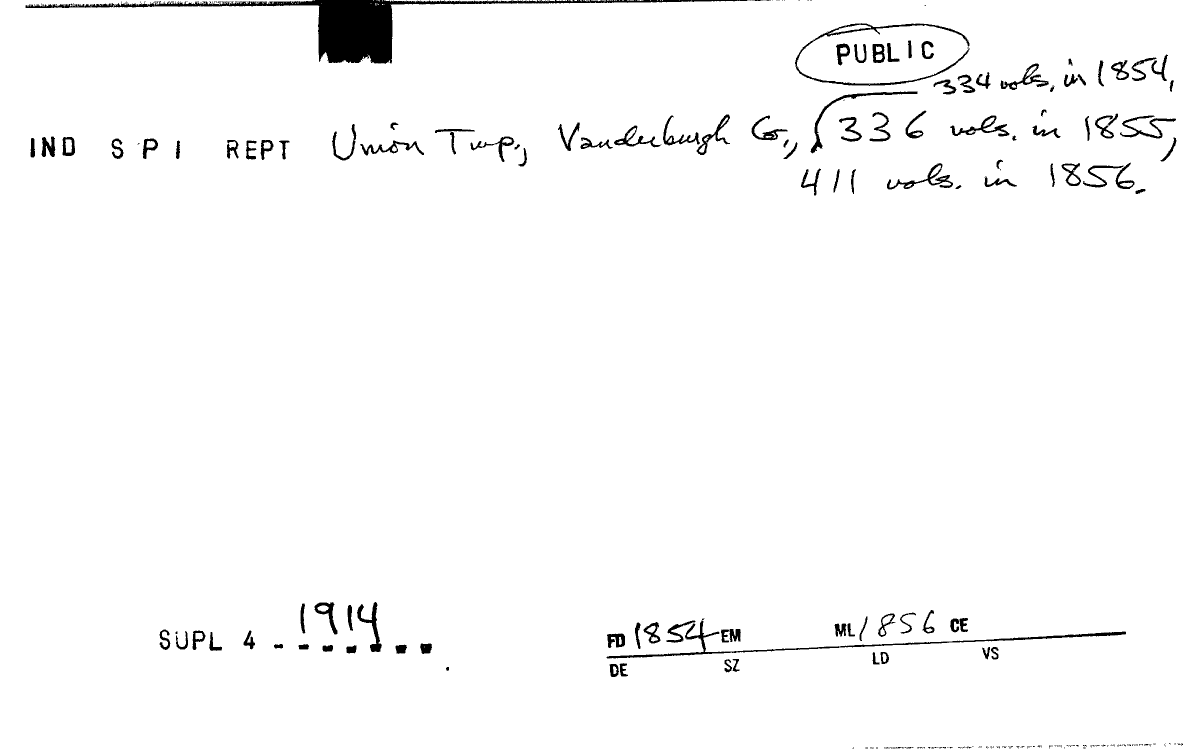 PUBLIC
334 vols. in 1854,
IND S P I REPT Union Twp., Vanderburgh Co., 336 vols. in 1855,
411 vols. in 1856.
SUPL 4 - 1914
FD 1854 EM ML 1856 CE
DE SZ LD VS